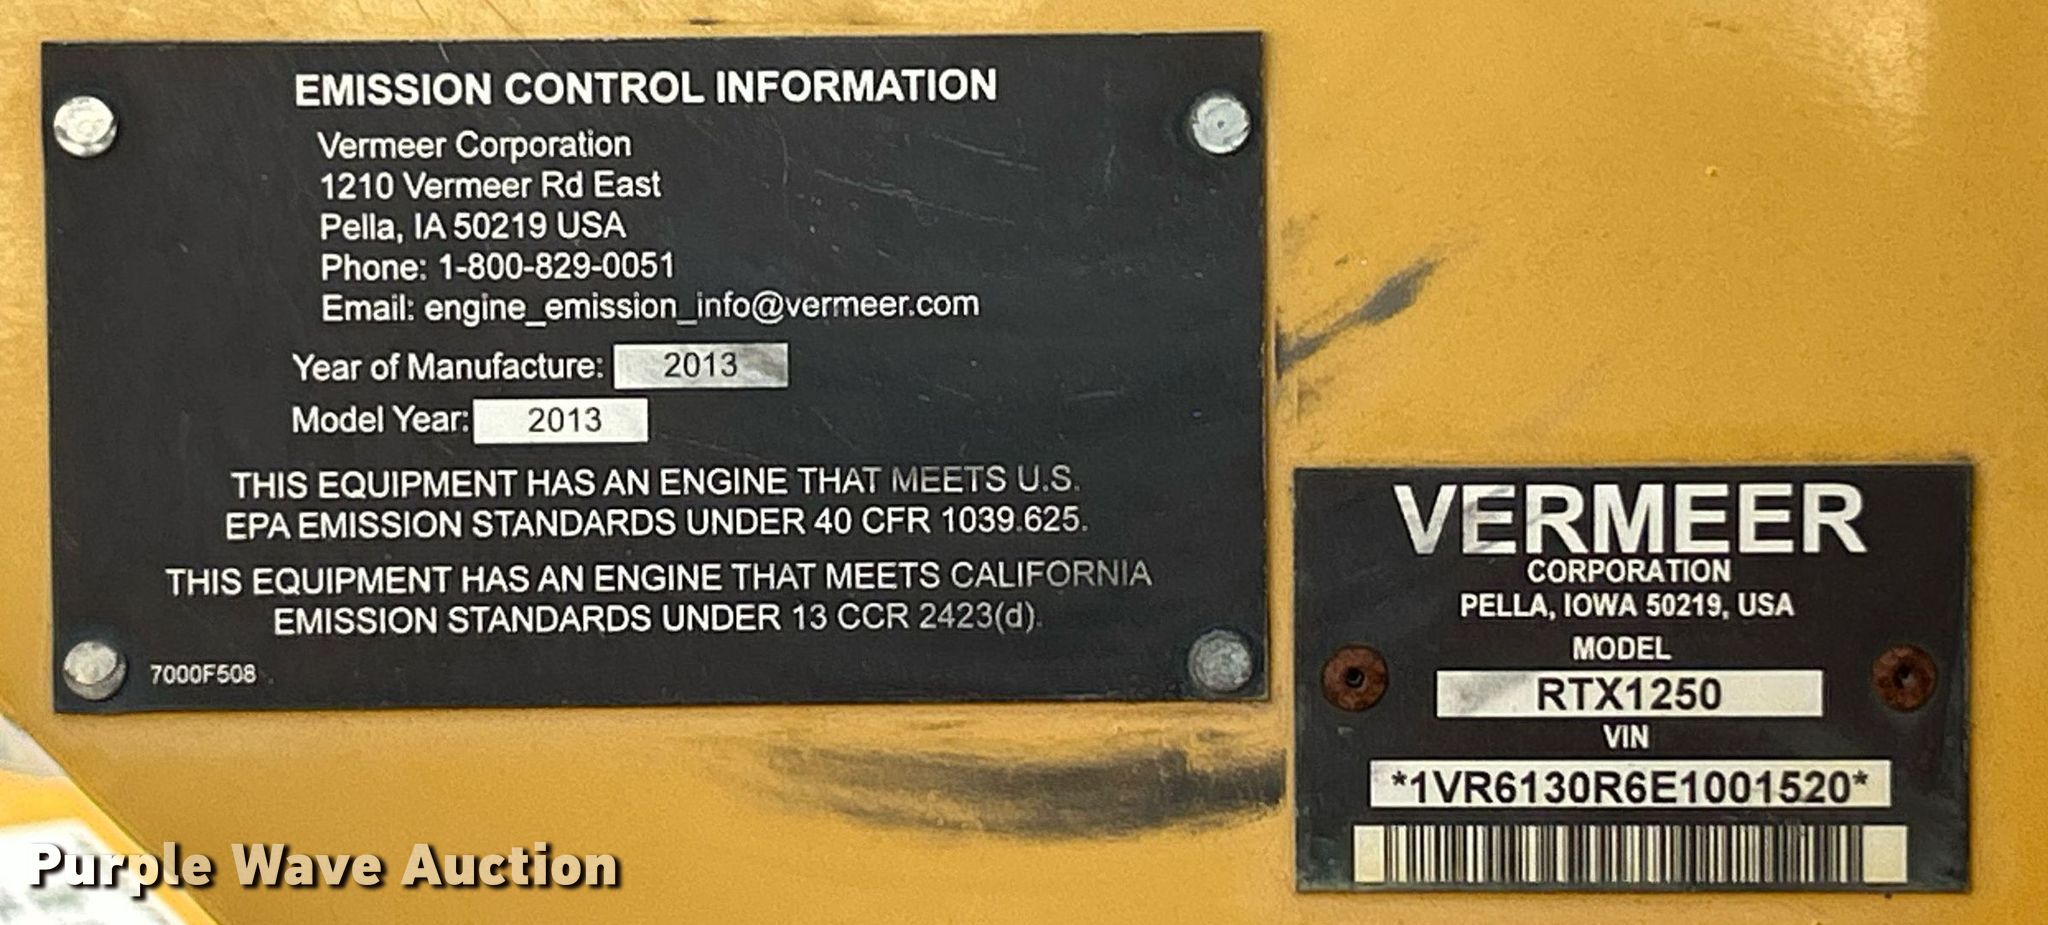 EMISSION CONTROL INFORMATION
Vermeer Corporation
1210 Vermeer Rd East
Pella, IA 50219 USA
Phone: 1-800-829-0051
Email: engine_emission_info@vermeer.com
Year of Manufacture: 2013
Model Year: 2013
THIS EQUIPMENT HAS AN ENGINE THAT MEETS U.S.
EPA EMISSION STANDARDS UNDER 40 CFR 1039.625.
THIS EQUIPMENT HAS AN ENGINE THAT MEETS CALIFORNIA
EMISSION STANDARDS UNDER 13 CCR 2423(d).
7000F508
VERMEER
CORPORATION
PELLA, IOWA 50219, USA
MODEL
RTX1250
VIN
*1VR6130R6E1001520*
Purple Wave Auction